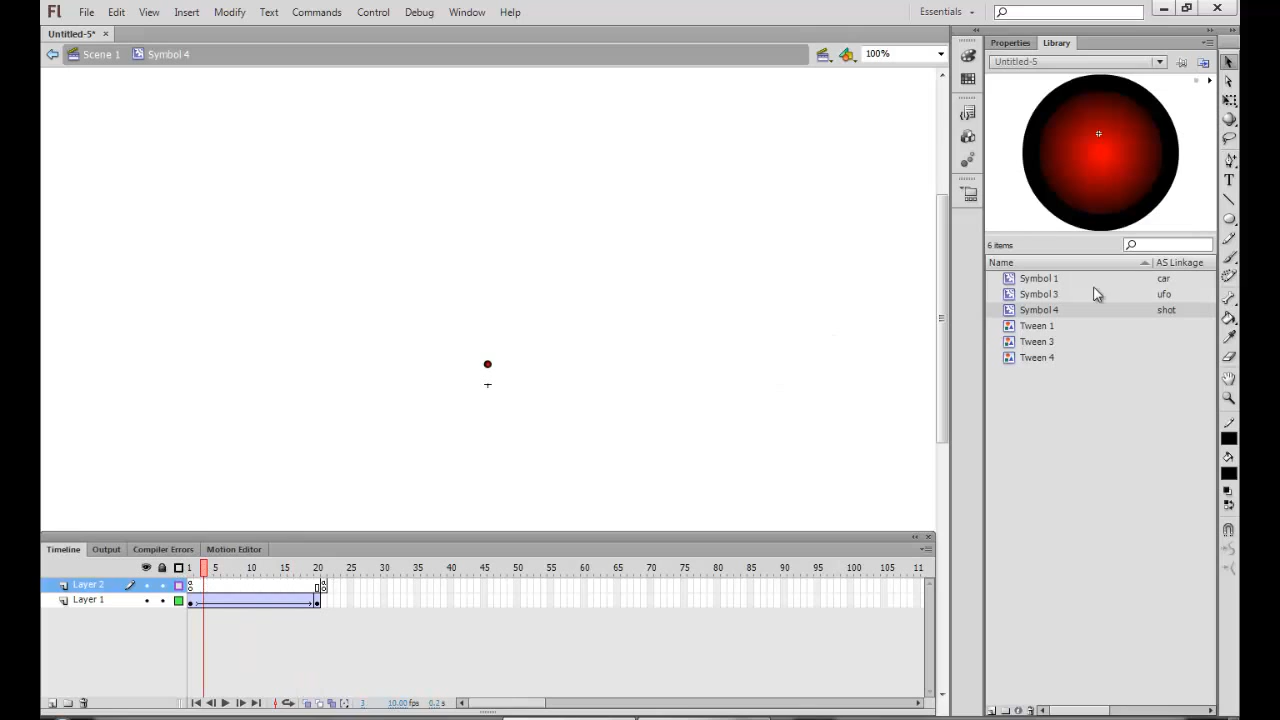 Fl File Edit View Insert Modify Text Commands Control Debug Window Help Essentials
Untitled-5*
Scene 1 Symbol 4 100%
Properties Library
Untitled-5
6 items
Name AS Linkage
Symbol 1 car
Symbol 3 ufo
Symbol 4 shot
Tween 1
Tween 3
Tween 4
T
Timeline Output Compiler Errors Motion Editor
1 5 10 15 20 25 30 35 40 45 50 55 60 65 70 75 80 85 90 95 100 105 11
Layer 2
Layer 1
3 10.00 fps 0.2 s